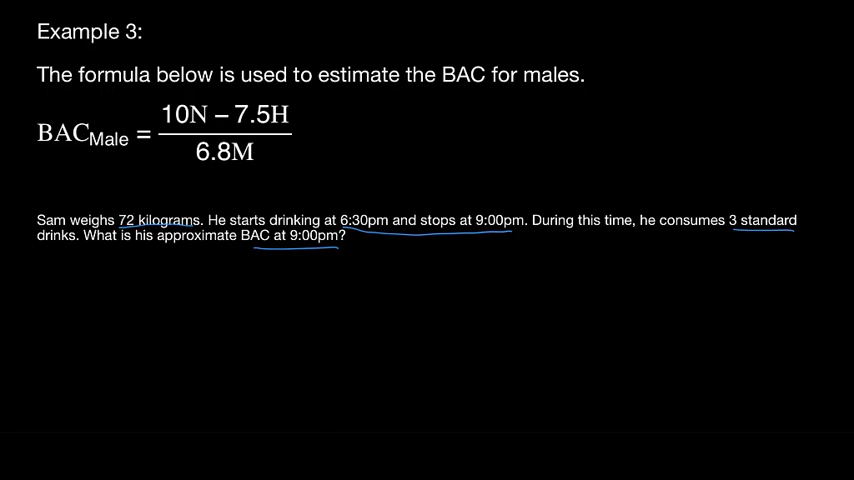 Example 3:
The formula below is used to estimate the BAC for males.
BAC_Male = (10N – 7.5H) / (6.8M)
Sam weighs 72 kilograms. He starts drinking at 6:30pm and stops at 9:00pm. During this time, he consumes 3 standard
drinks. What is his approximate BAC at 9:00pm?